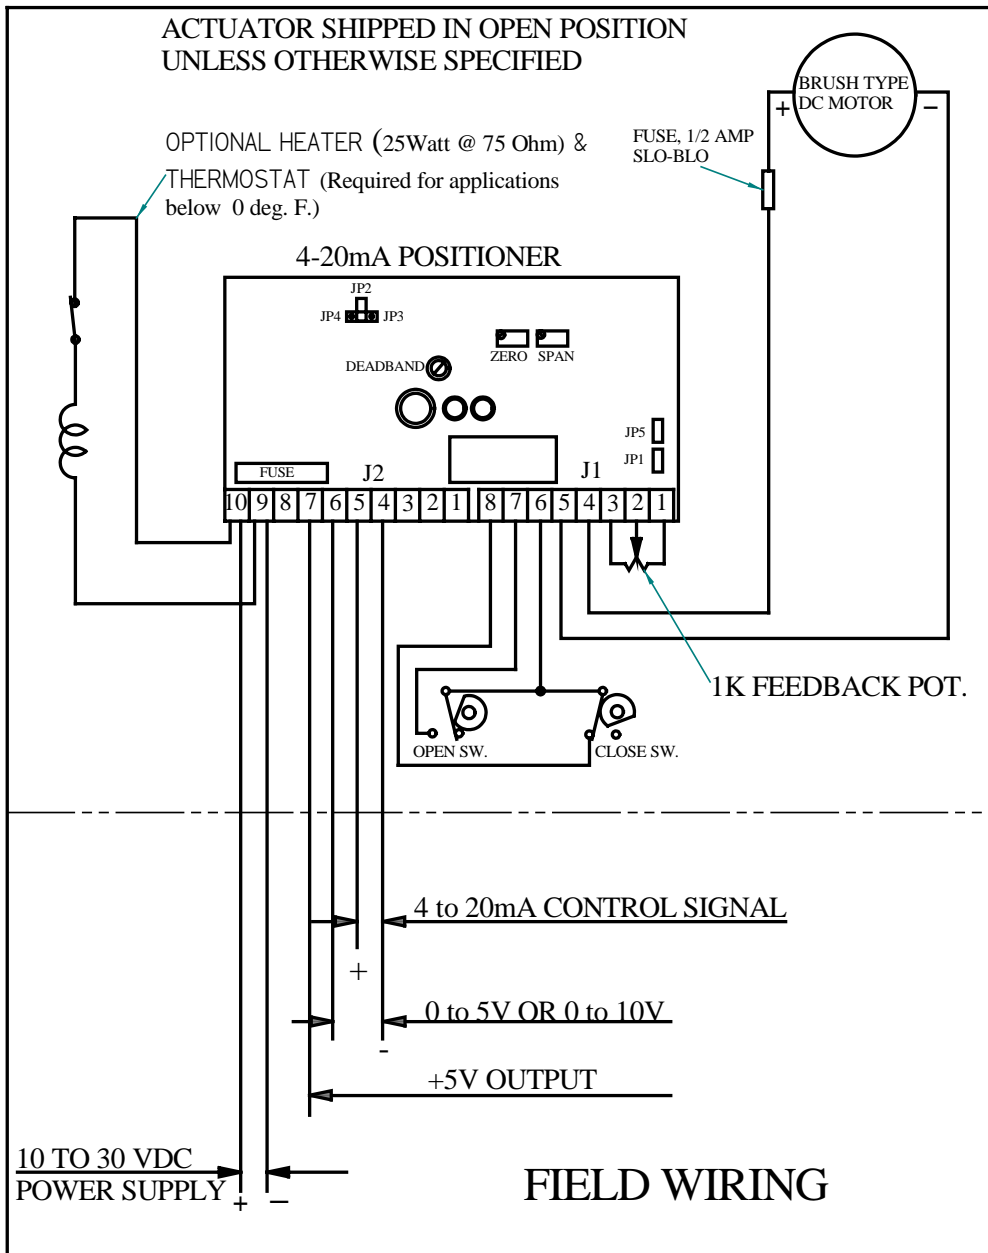 ACTUATOR SHIPPED IN OPEN POSITION
UNLESS OTHERWISE SPECIFIED
BRUSH TYPE
DC MOTOR
+
−
FUSE, 1/2 AMP
SLO-BLO
OPTIONAL HEATER (25Watt @ 75 Ohm) &
THERMOSTAT (Required for applications
below 0 deg. F.)
4-20mA POSITIONER
JP2
JP4 JP3
ZERO SPAN
DEADBAND
JP5
JP1
FUSE
J2
J1
10 9 8 7 6 5 4 3 2 1 8 7 6 5 4 3 2 1
1K FEEDBACK POT.
OPEN SW.
CLOSE SW.
4 to 20mA CONTROL SIGNAL
+
0 to 5V OR 0 to 10V
-
+5V OUTPUT
10 TO 30 VDC
POWER SUPPLY
+ −
FIELD WIRING